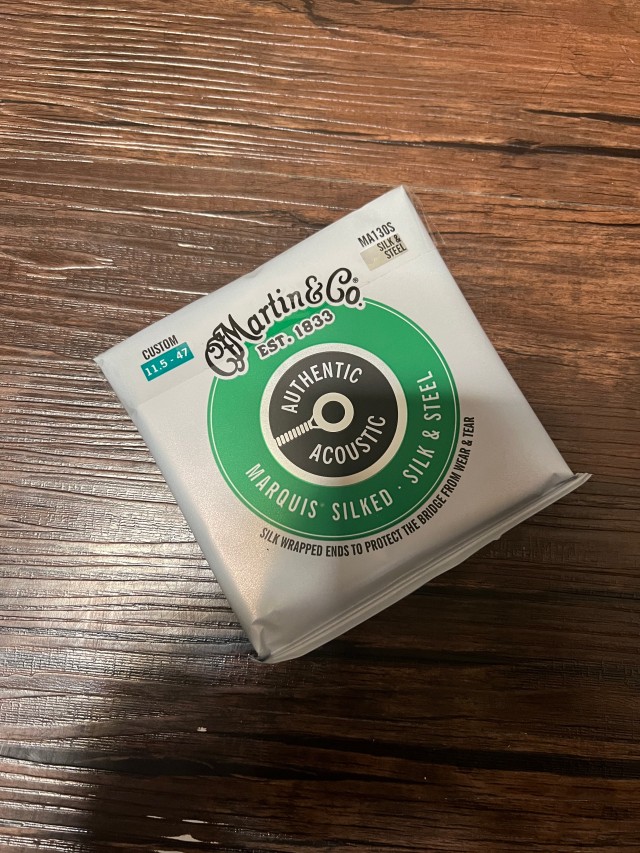 MA130S
SILK &
STEEL
CUSTOM
11.5 - 47
Martin & Co.®
EST. 1833
AUTHENTIC
ACOUSTIC
MARQUIS™ SILKED · SILK & STEEL
SILK WRAPPED ENDS TO PROTECT THE BRIDGE FROM WEAR & TEAR